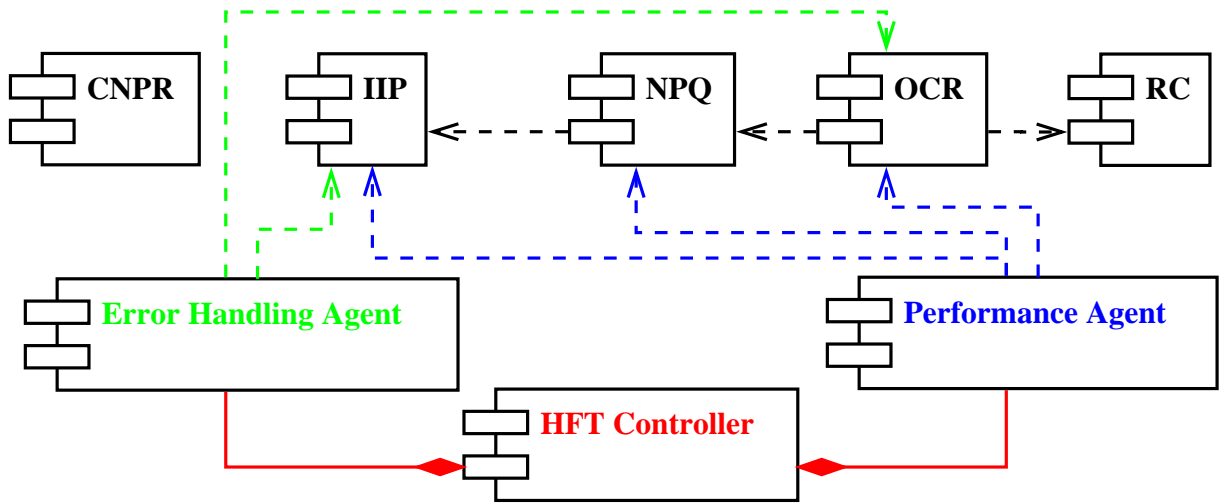 CNPR
IIP
NPQ
OCR
RC
Error Handling Agent
Performance Agent
HFT Controller